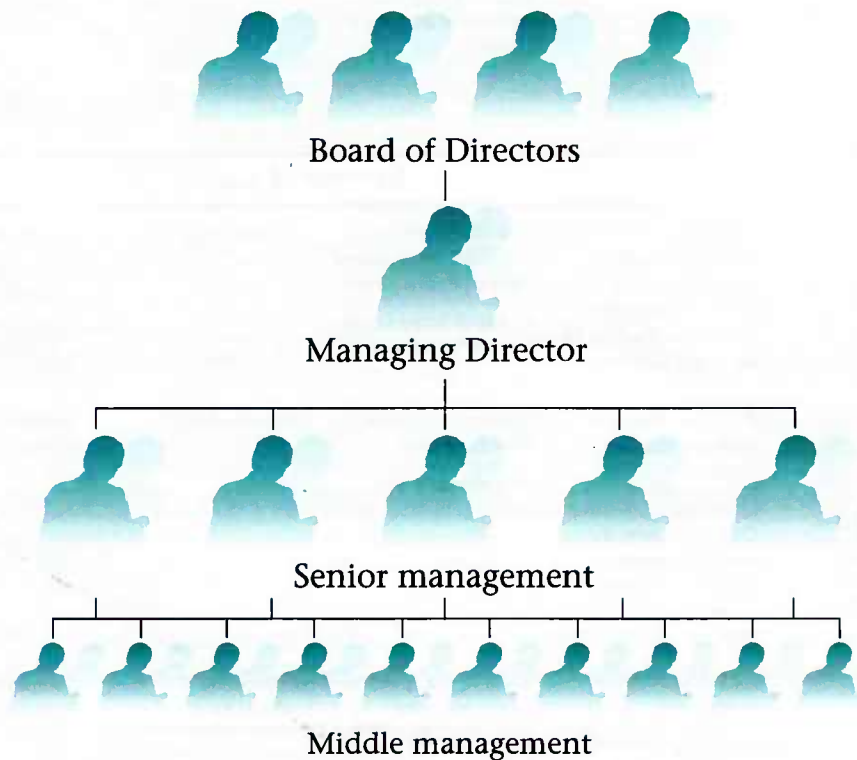 Board of Directors
Managing Director
Senior management
Middle management